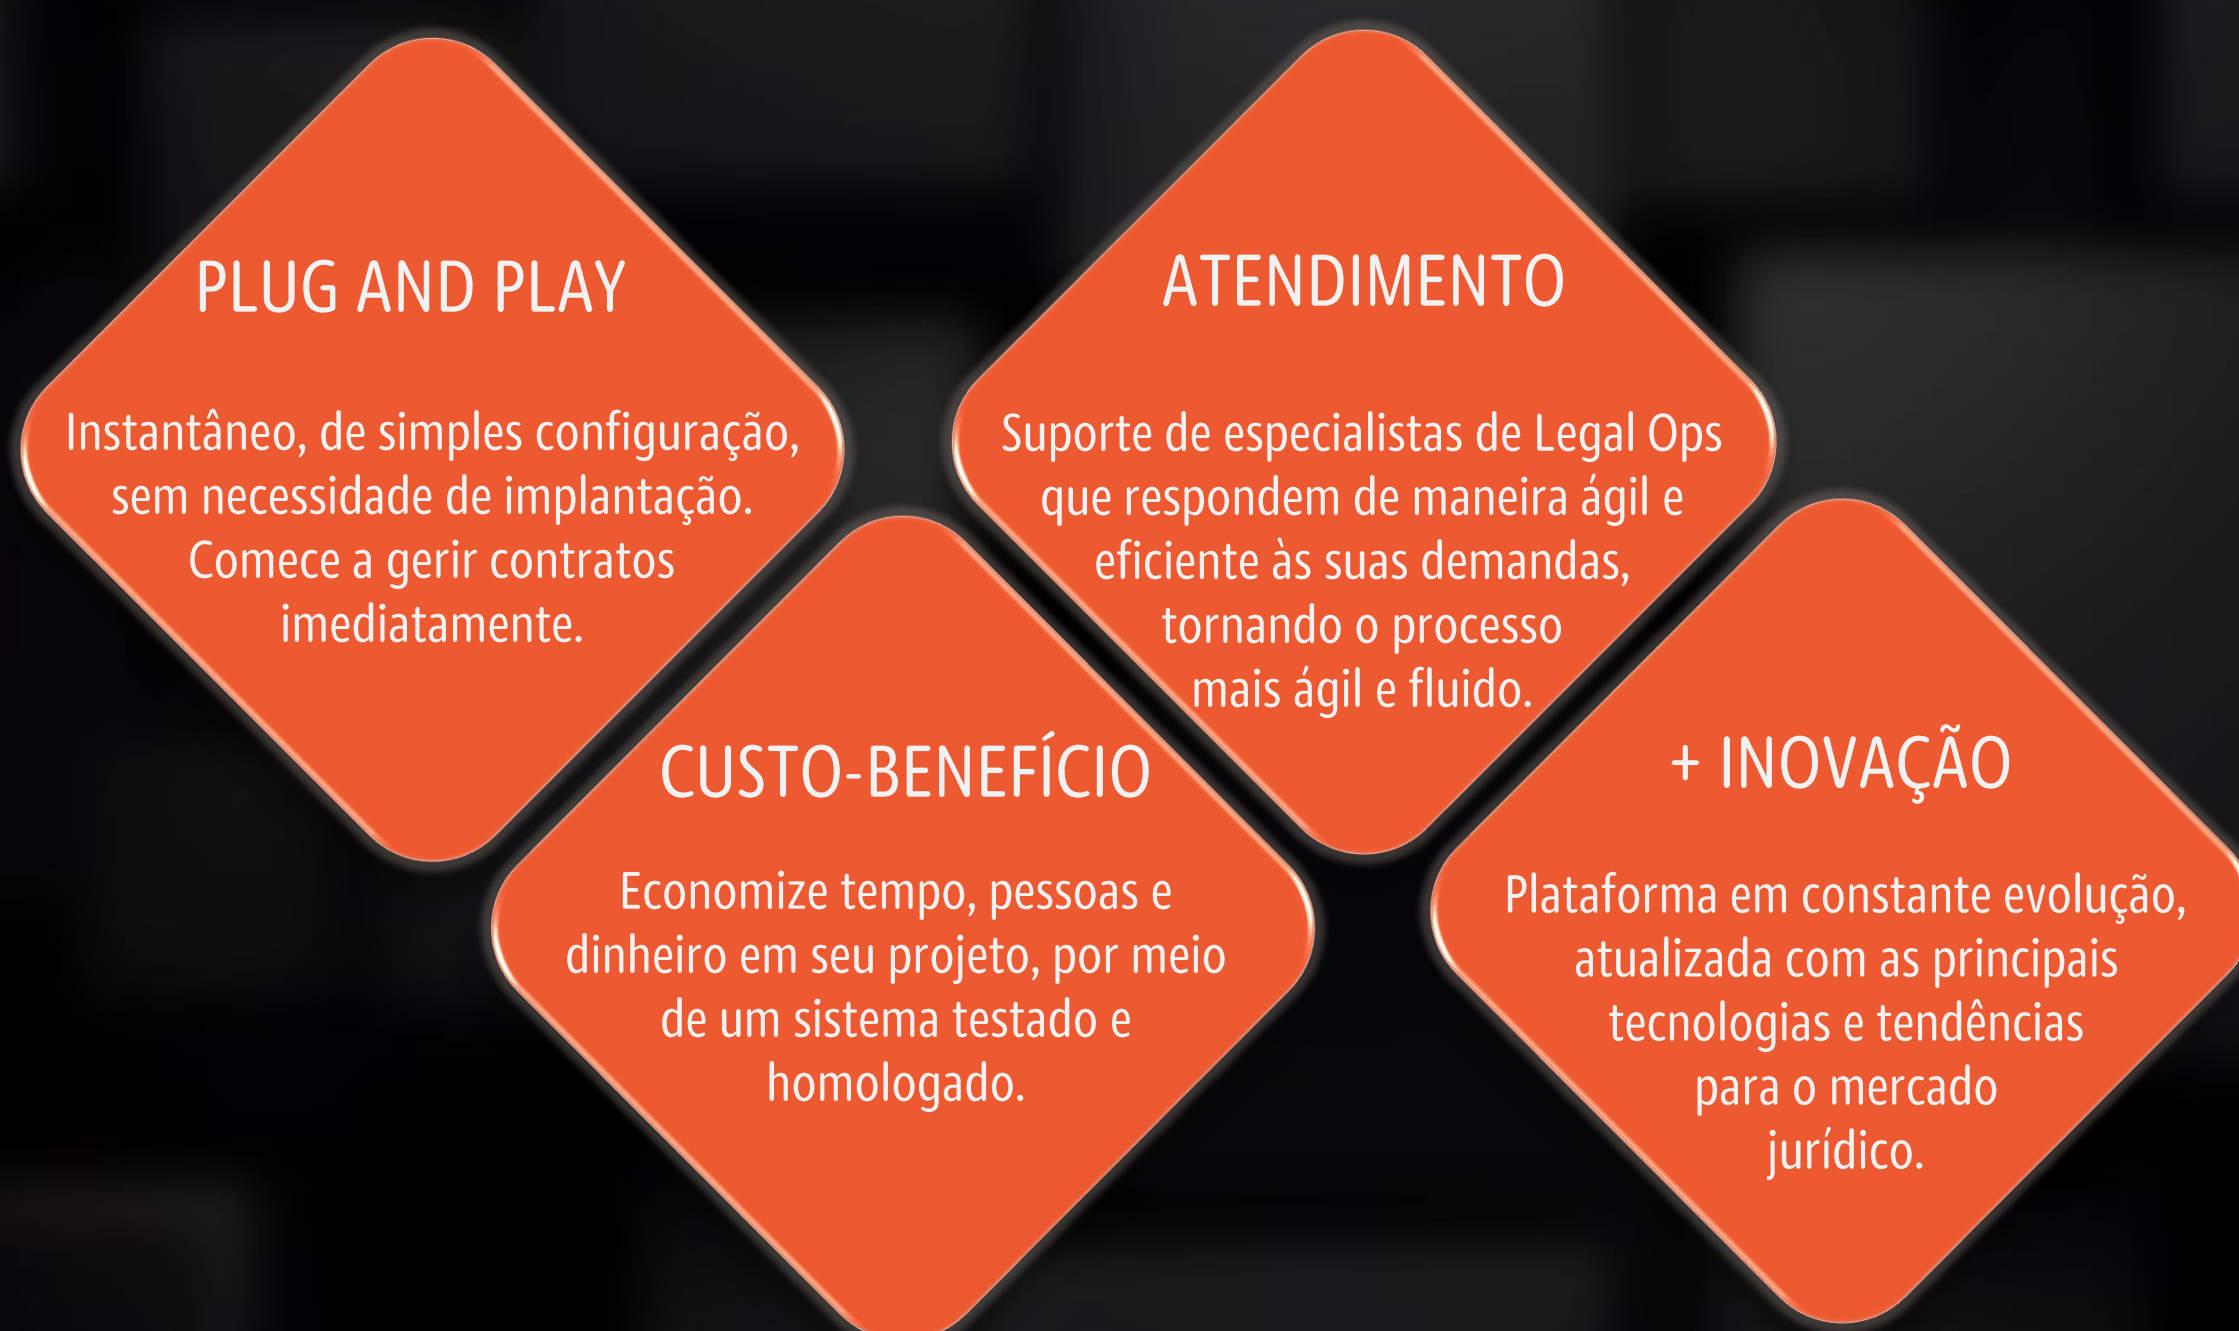 PLUG AND PLAY
Instantâneo, de simples configuração,
sem necessidade de implantação.
Comece a gerir contratos
imediatamente.
CUSTO-BENEFÍCIO
Economize tempo, pessoas e
dinheiro em seu projeto, por meio
de um sistema testado e
homologado.
ATENDIMENTO
Suporte de especialistas de Legal Ops
que respondem de maneira ágil e
eficiente às suas demandas,
tornando o processo
mais ágil e fluido.
+ INOVAÇÃO
Plataforma em constante evolução,
atualizada com as principais
tecnologias e tendências
para o mercado
jurídico.